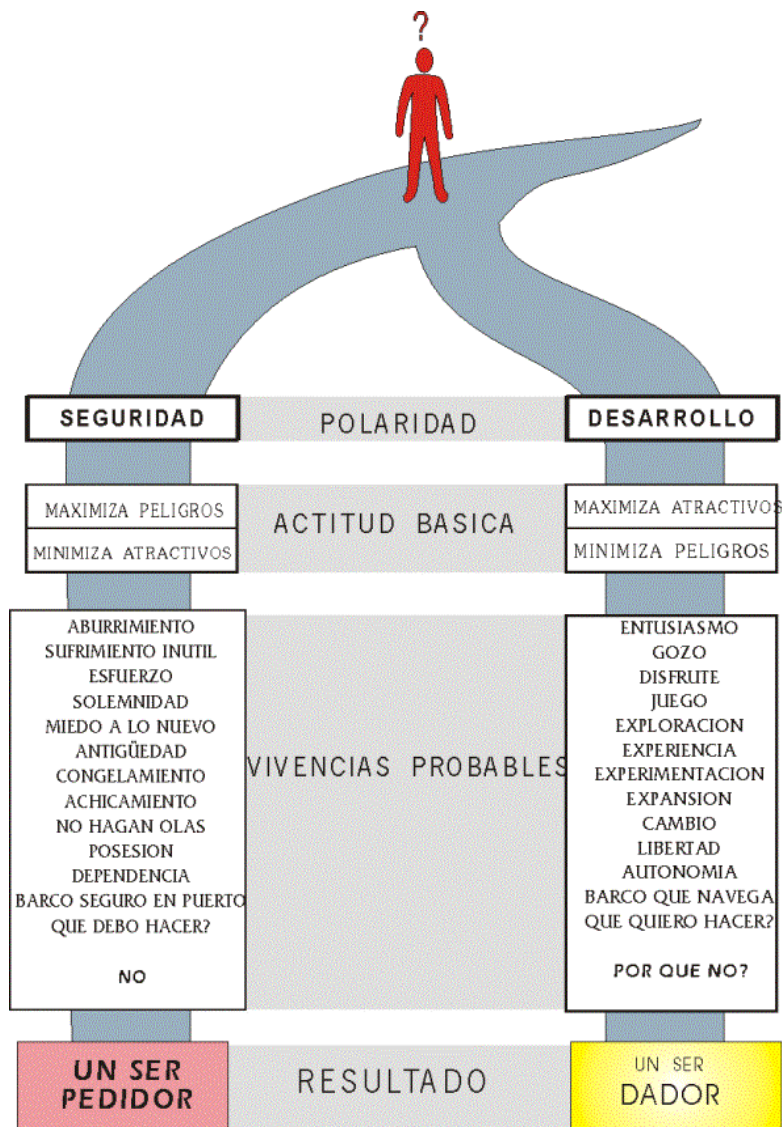 ?
SEGURIDAD
POLARIDAD
DESARROLLO
MAXIMIZA PELIGROS
MINIMIZA ATRACTIVOS
ACTITUD BASICA
MAXIMIZA ATRACTIVOS
MINIMIZA PELIGROS
ABURRIMIENTO
SUFRIMIENTO INUTIL
ESFUERZO
SOLEMNIDAD
MIEDO A LO NUEVO
ANTIGÜEDAD
CONGELAMIENTO
ACHICAMIENTO
NO HAGAN OLAS
POSESION
DEPENDENCIA
BARCO SEGURO EN PUERTO
QUE DEBO HACER?
NO
VIVENCIAS PROBABLES
ENTUSIASMO
GOZO
DISFRUTE
JUEGO
EXPLORACION
EXPERIENCIA
EXPERIMENTACION
EXPANSION
CAMBIO
LIBERTAD
AUTONOMIA
BARCO QUE NAVEGA
QUE QUIERO HACER?
POR QUE NO?
UN SER
PEDIDOR
RESULTADO
UN SER
DADOR